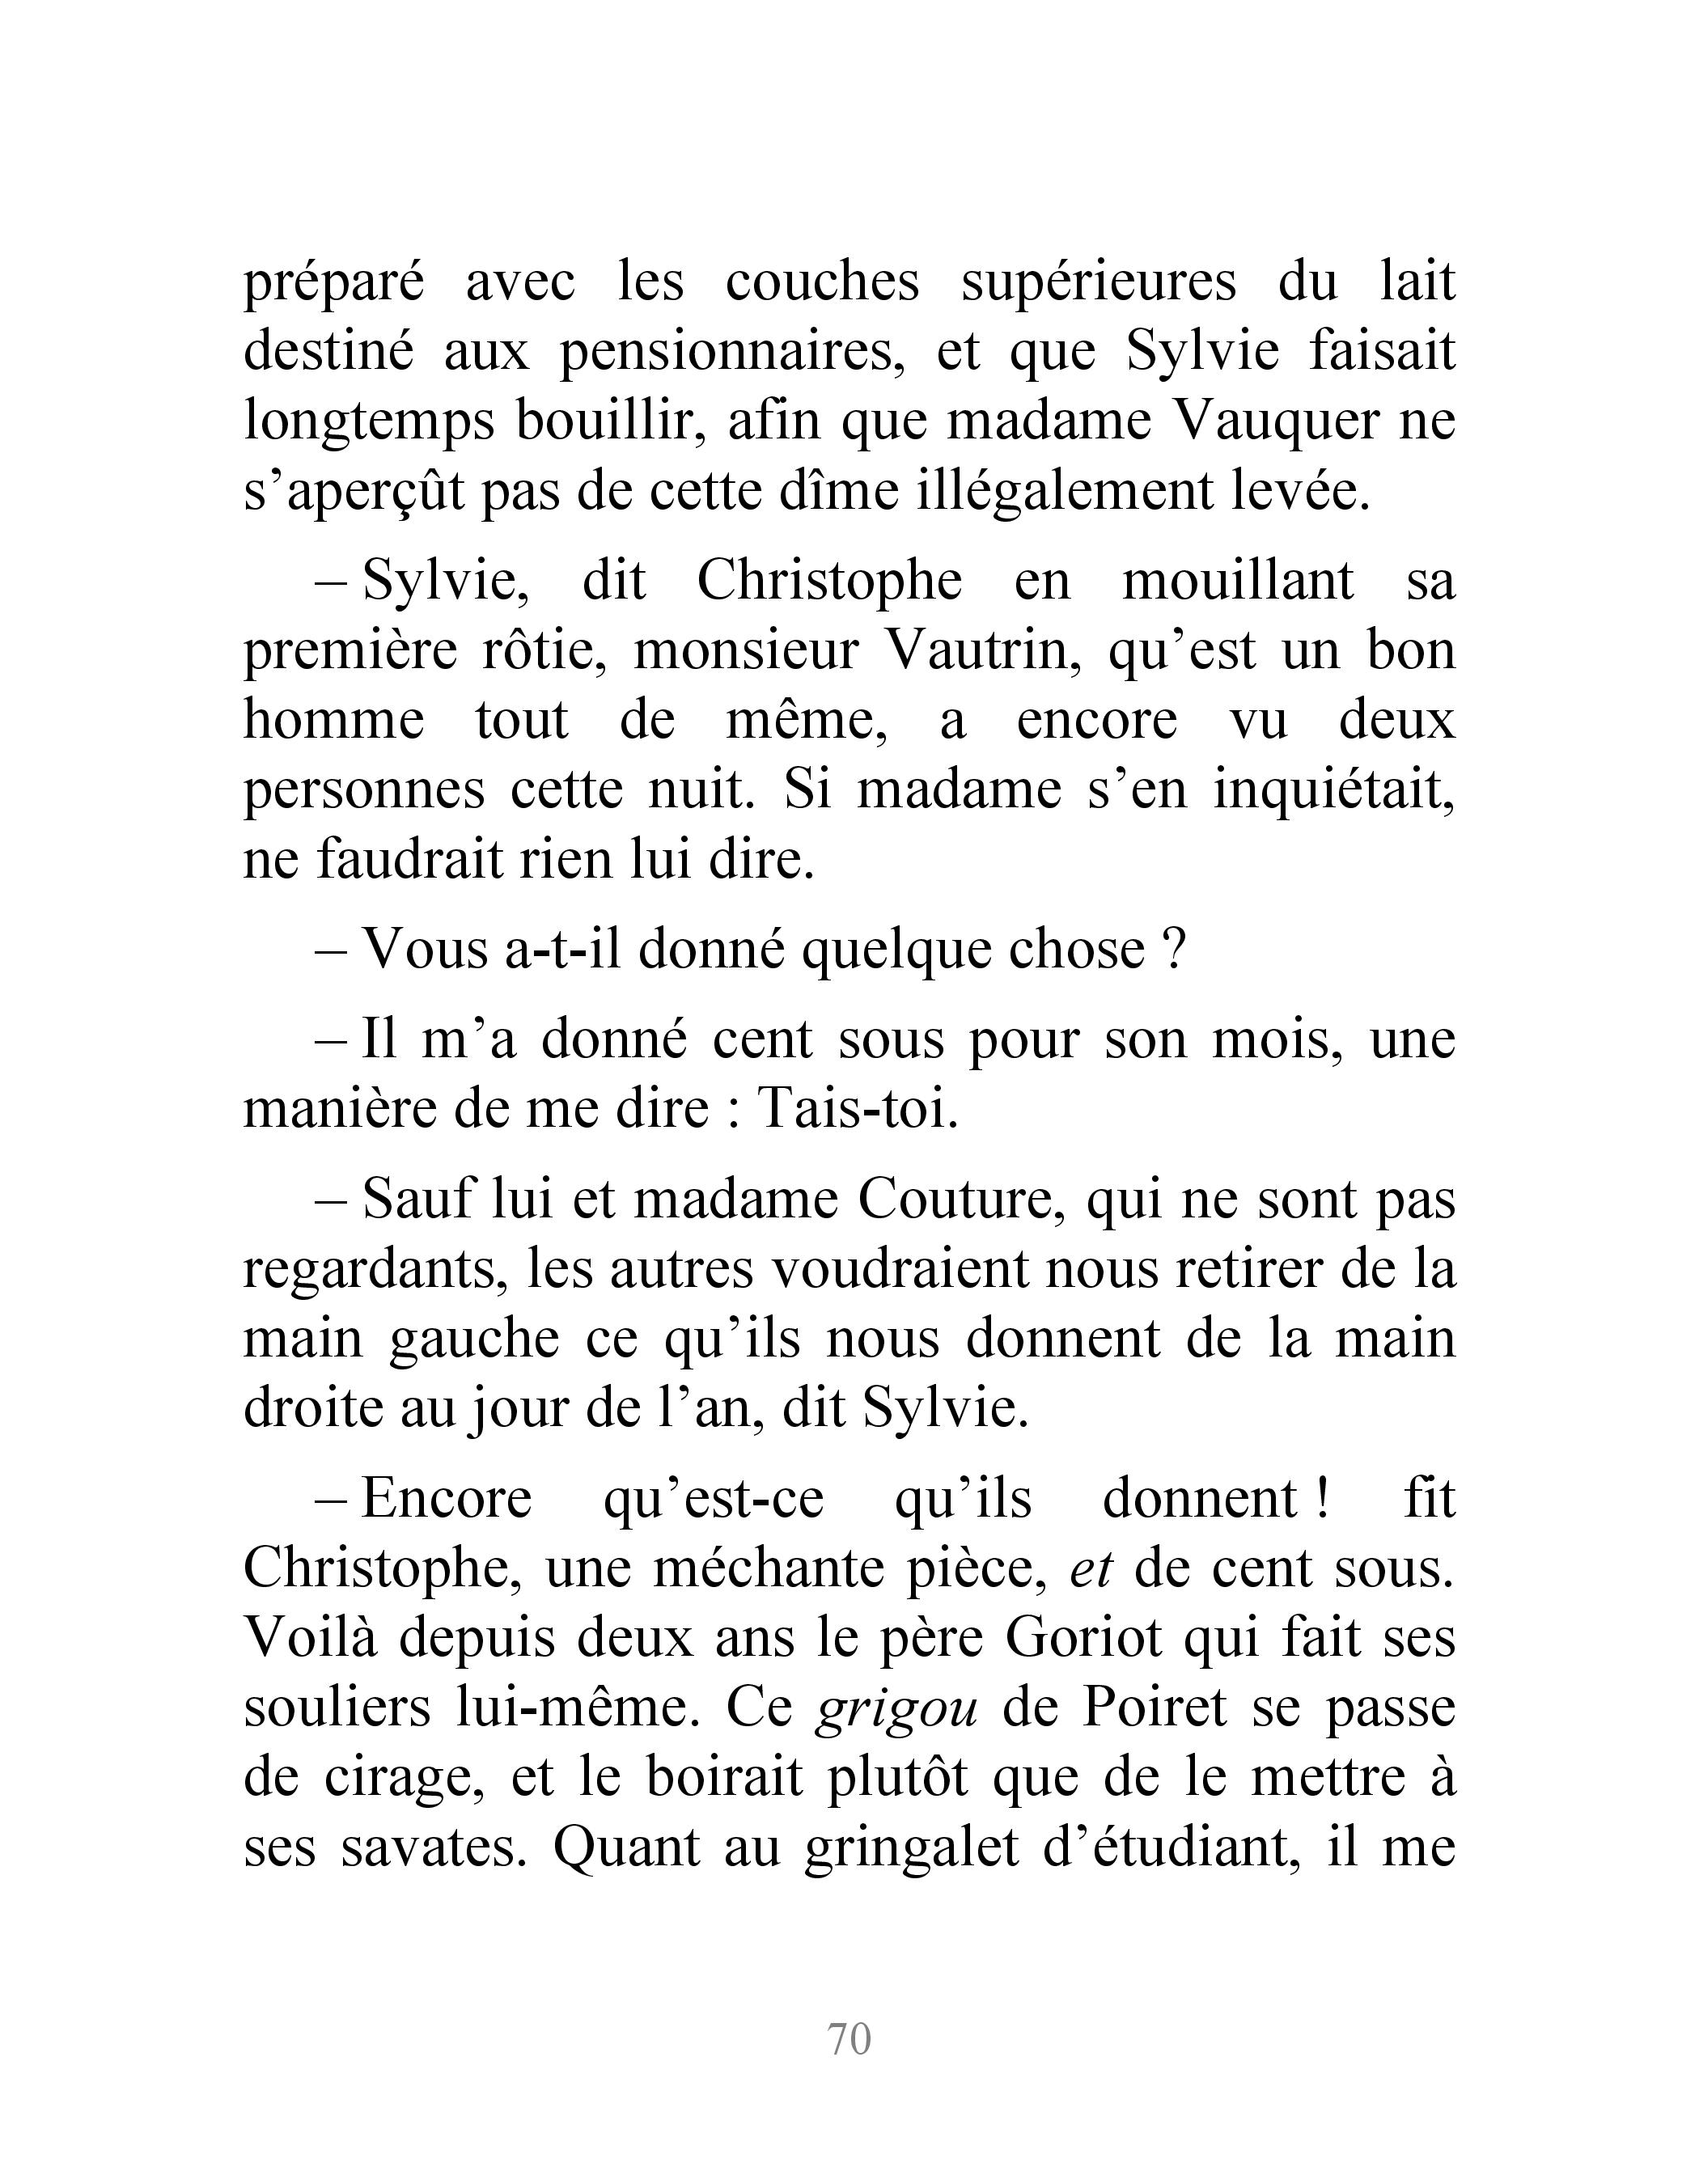 préparé avec les couches supérieures du lait
destiné aux pensionnaires, et que Sylvie faisait
longtemps bouillir, afin que madame Vauquer ne
s’aperçût pas de cette dîme illégalement levée.
– Sylvie, dit Christophe en mouillant sa
première rôtie, monsieur Vautrin, qu’est un bon
homme tout de même, a encore vu deux
personnes cette nuit. Si madame s’en inquiétait,
ne faudrait rien lui dire.
– Vous a-t-il donné quelque chose ?
– Il m’a donné cent sous pour son mois, une
manière de me dire : Tais-toi.
– Sauf lui et madame Couture, qui ne sont pas
regardants, les autres voudraient nous retirer de la
main gauche ce qu’ils nous donnent de la main
droite au jour de l’an, dit Sylvie.
– Encore qu’est-ce qu’ils donnent ! fit
Christophe, une méchante pièce, et de cent sous.
Voilà depuis deux ans le père Goriot qui fait ses
souliers lui-même. Ce grigou de Poiret se passe
de cirage, et le boirait plutôt que de le mettre à
ses savates. Quant au gringalet d’étudiant, il me
70